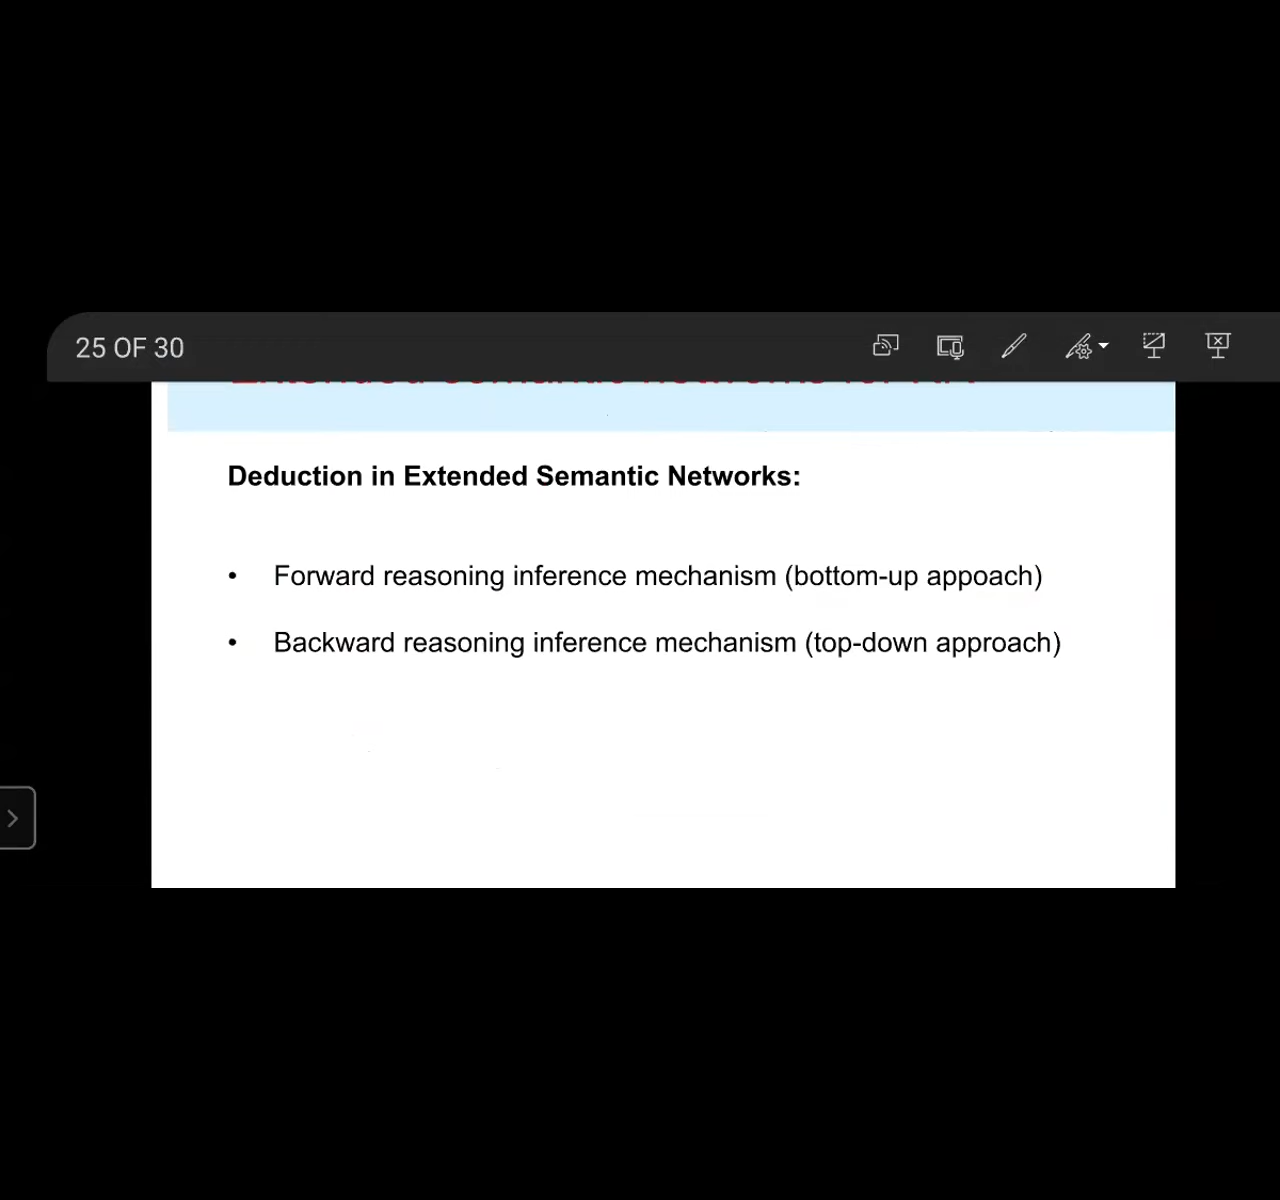 25 OF 30
Deduction in Extended Semantic Networks:
• Forward reasoning inference mechanism (bottom-up appoach)
• Backward reasoning inference mechanism (top-down approach)